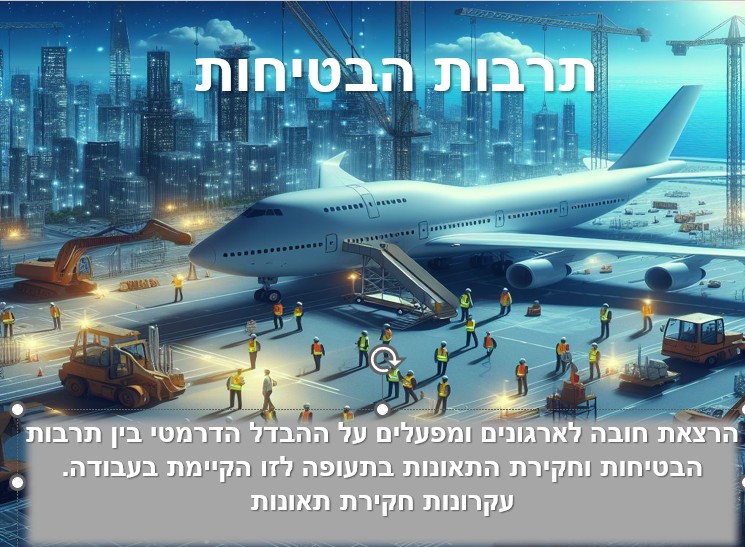 תרבות הבטיחות
הרצאת חובה לארגונים ומפעלים על ההבדל הדרמטי בין תרבות
הבטיחות וחקירת התאונות בתעופה לזו הקיימת בעבודה.
עקרונות חקירת תאונות